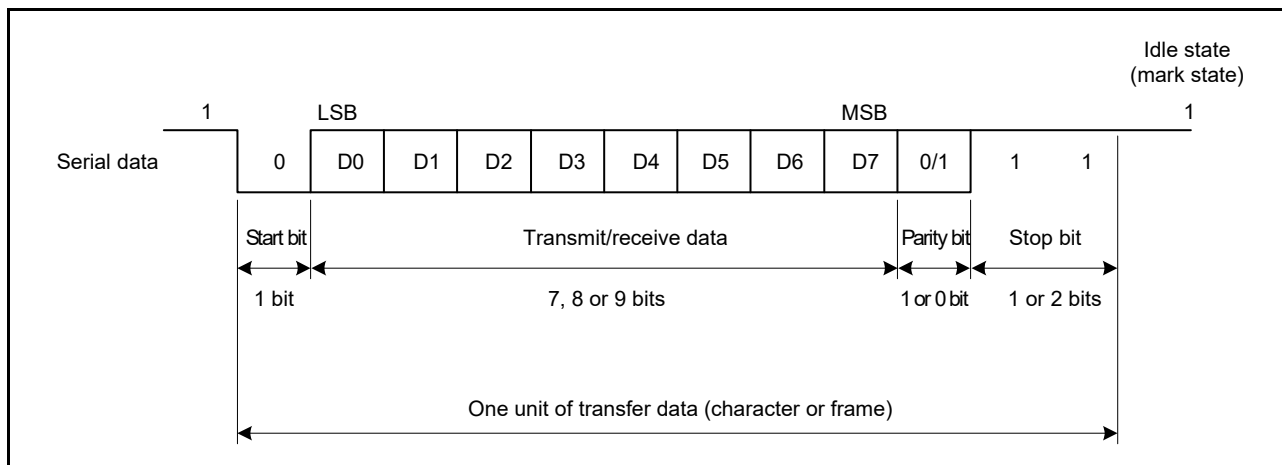 Idle state
(mark state)
1 LSB MSB 1
Serial data 0 D0 D1 D2 D3 D4 D5 D6 D7 0/1 1 1
Start bit Transmit/receive data Parity bit Stop bit
1 bit 7, 8 or 9 bits 1 or 0 bit 1 or 2 bits
One unit of transfer data (character or frame)